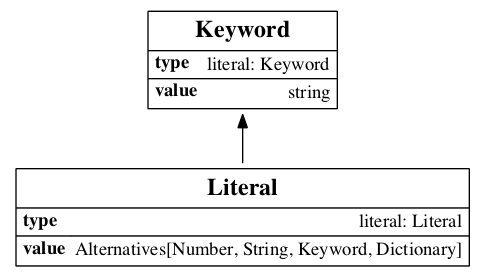 Keyword
type literal: Keyword
value string
Literal
type literal: Literal
value Alternatives[Number, String, Keyword, Dictionary]